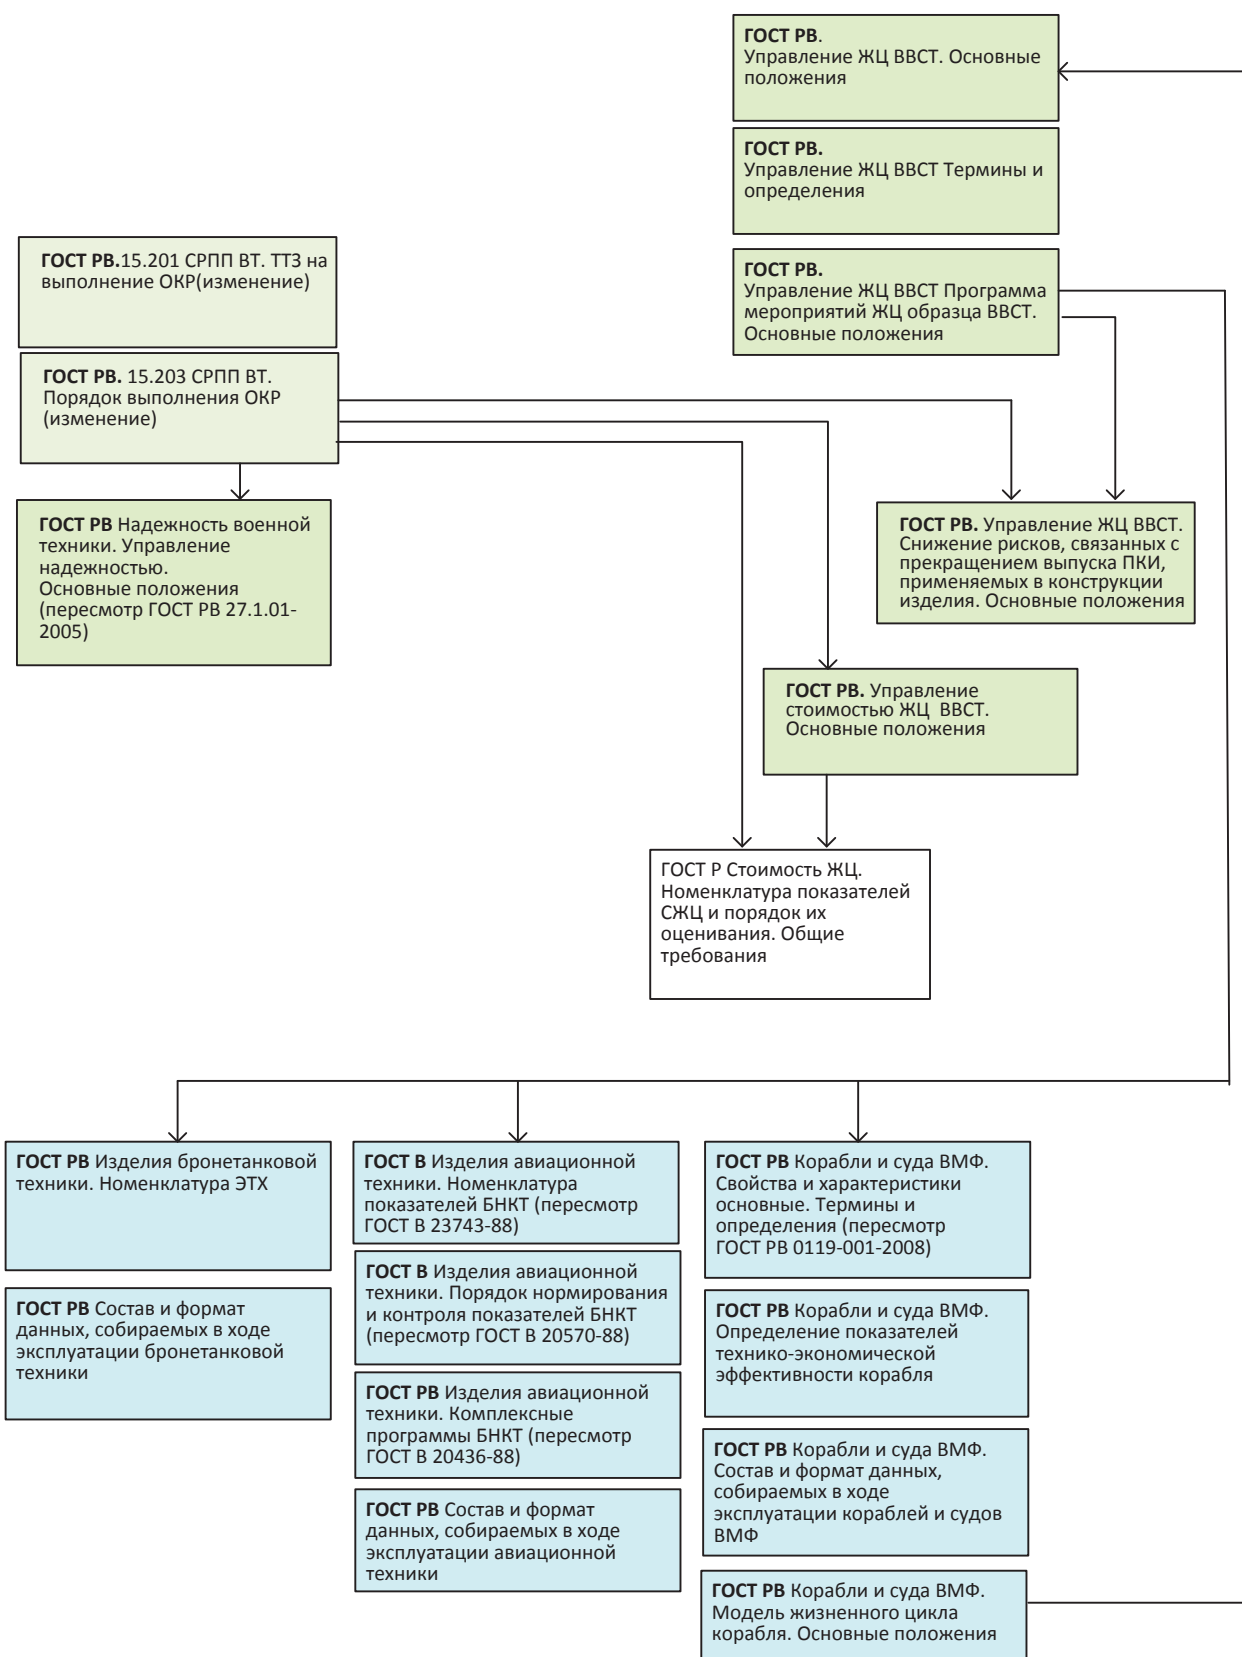 ГОСТ РВ.
Управление ЖЦ ВВСТ. Основные
положения
ГОСТ РВ.
Управление ЖЦ ВВСТ Термины и
определения
ГОСТ РВ.
Управление ЖЦ ВВСТ Программа
мероприятий ЖЦ образца ВВСТ.
Основные положения
ГОСТ РВ.15.201 СРПП ВТ. ТТЗ на
выполнение ОКР(изменение)
ГОСТ РВ. 15.203 СРПП ВТ.
Порядок выполнения ОКР
(изменение)
ГОСТ РВ Надежность военной
техники. Управление
надежностью.
Основные положения
(пересмотр ГОСТ РВ 27.1.01-
2005)
ГОСТ РВ. Управление ЖЦ ВВСТ.
Снижение рисков, связанных с
прекращением выпуска ПКИ,
применяемых в конструкции
изделия. Основные положения
ГОСТ РВ. Управление
стоимостью ЖЦ ВВСТ.
Основные положения
ГОСТ Р Стоимость ЖЦ.
Номенклатура показателей
СЖЦ и порядок их
оценивания. Общие
требования
ГОСТ РВ Изделия бронетанковой
техники. Номенклатура ЭТХ
ГОСТ РВ Состав и формат
данных, собираемых в ходе
эксплуатации бронетанковой
техники
ГОСТ В Изделия авиационной
техники. Номенклатура
показателей БНКТ (пересмотр
ГОСТ В 23743-88)
ГОСТ В Изделия авиационной
техники. Порядок нормирования
и контроля показателей БНКТ
(пересмотр ГОСТ В 20570-88)
ГОСТ РВ Изделия авиационной
техники. Комплексные
программы БНКТ (пересмотр
ГОСТ В 20436-88)
ГОСТ РВ Состав и формат
данных, собираемых в ходе
эксплуатации авиационной
техники
ГОСТ РВ Корабли и суда ВМФ.
Свойства и характеристики
основные. Термины и
определения (пересмотр
ГОСТ РВ 0119-001-2008)
ГОСТ РВ Корабли и суда ВМФ.
Определение показателей
технико-экономической
эффективности корабля
ГОСТ РВ Корабли и суда ВМФ.
Состав и формат данных,
собираемых в ходе
эксплуатации кораблей и судов
ВМФ
ГОСТ РВ Корабли и суда ВМФ.
Модель жизненного цикла
корабля. Основные положения